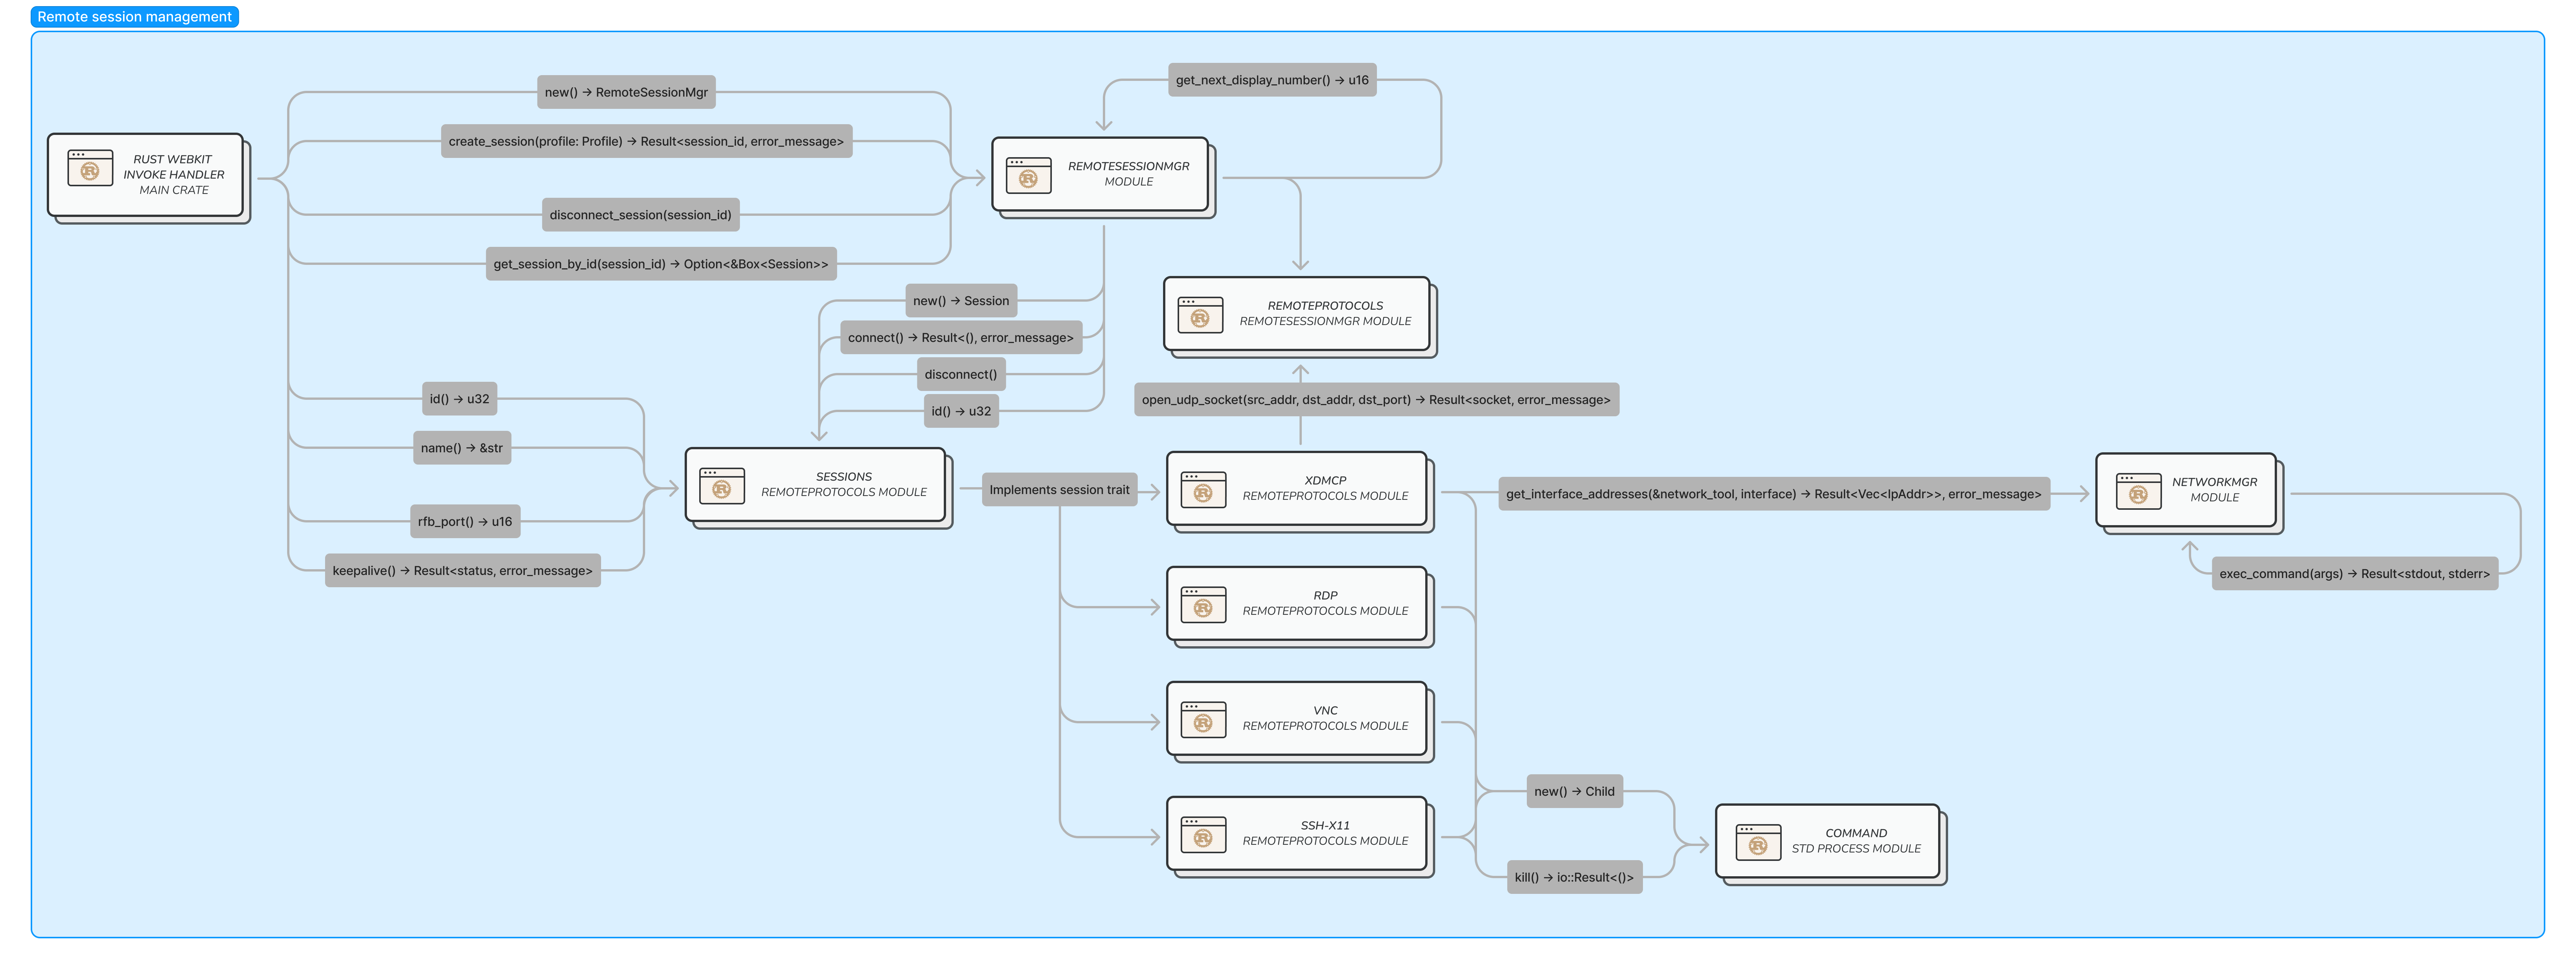 Remote session management
get_next_display_number() → u16
new() → RemoteSessionMgr
create_session(profile: Profile) → Result<session_id, error_message>
RUST WEBKIT
INVOKE HANDLER
MAIN CRATE
REMOTESESSIONMGR
MODULE
disconnect_session(session_id)
get_session_by_id(session_id) → Option<&Box<Session>>
new() → Session
REMOTEPROTOCOLS
REMOTESESSIONMGR MODULE
connect() → Result<(), error_message>
disconnect()
id() → u32
id() → u32
open_udp_socket(src_addr, dst_addr, dst_port) → Result<socket, error_message>
name() → &str
SESSIONS
REMOTEPROTOCOLS MODULE
Implements session trait
XDMCP
REMOTEPROTOCOLS MODULE
get_interface_addresses(&network_tool, interface) → Result<Vec<IpAddr>>, error_message>
NETWORKMGR
MODULE
rfb_port() → u16
keepalive() → Result<status, error_message>
exec_command(args) → Result<stdout, stderr>
RDP
REMOTEPROTOCOLS MODULE
VNC
REMOTEPROTOCOLS MODULE
new() → Child
SSH-X11
REMOTEPROTOCOLS MODULE
COMMAND
STD PROCESS MODULE
kill() → io::Result<()>